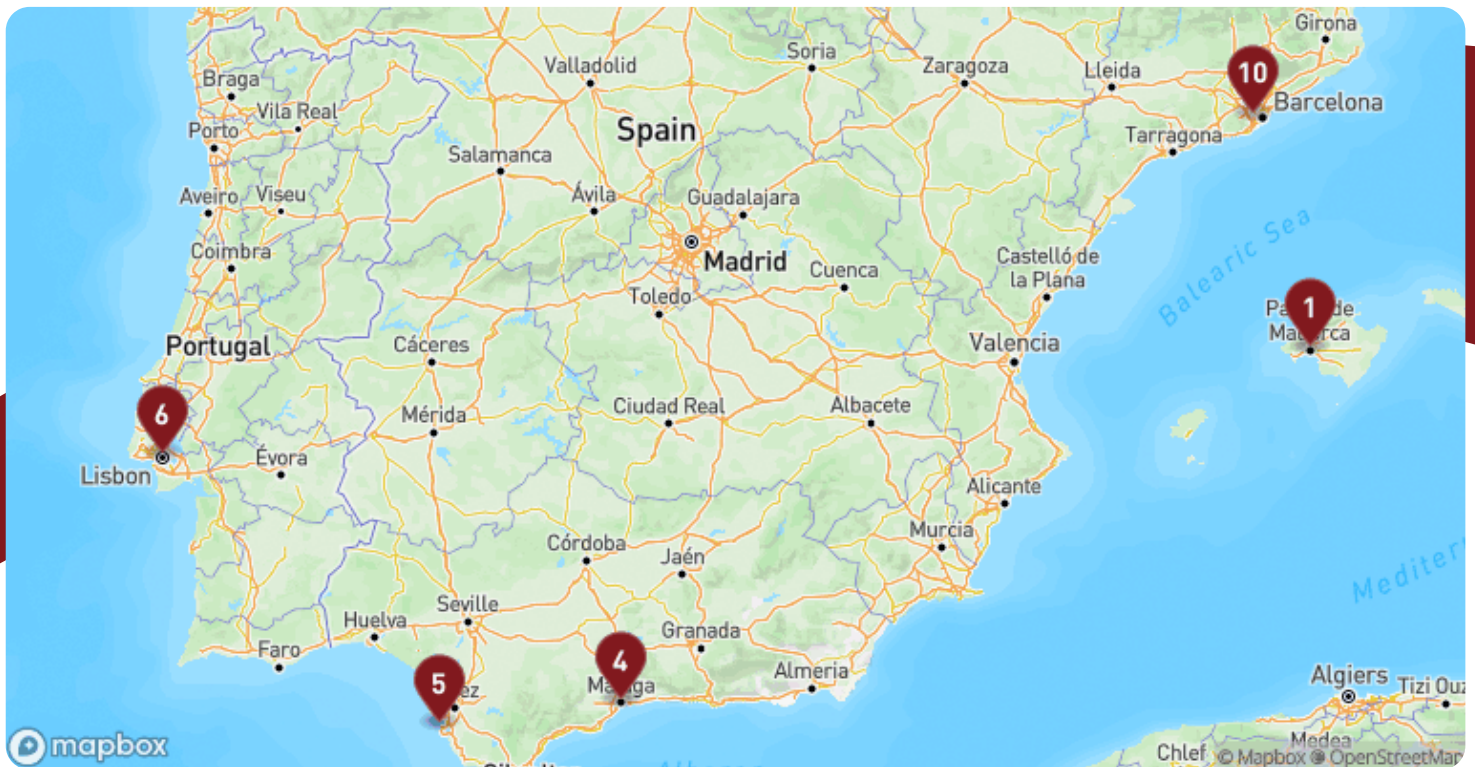 Girona
Soria
Valladolid
Zaragoza
Lleida
10
Braga
Barcelona
Vila Real
Porto
Spain
Tarragona
Salamanca
Aveiro
Viseu
Ávila
Guadalajara
Coimbra
Madrid
Cuenca
Castelló de
la Plana
Balearic Sea
Toledo
1
Portugal
Cáceres
Valencia
6
Mérida
Ciudad Real
Albacete
Lisbon
Évora
Alicante
Murcia
Córdoba
Jaén
Seville
Huelva
Granada
Faro
4
Almeria
5
ez
Algiers
mapbox
Chlef
Medea
© Mapbox © OpenStreetMap